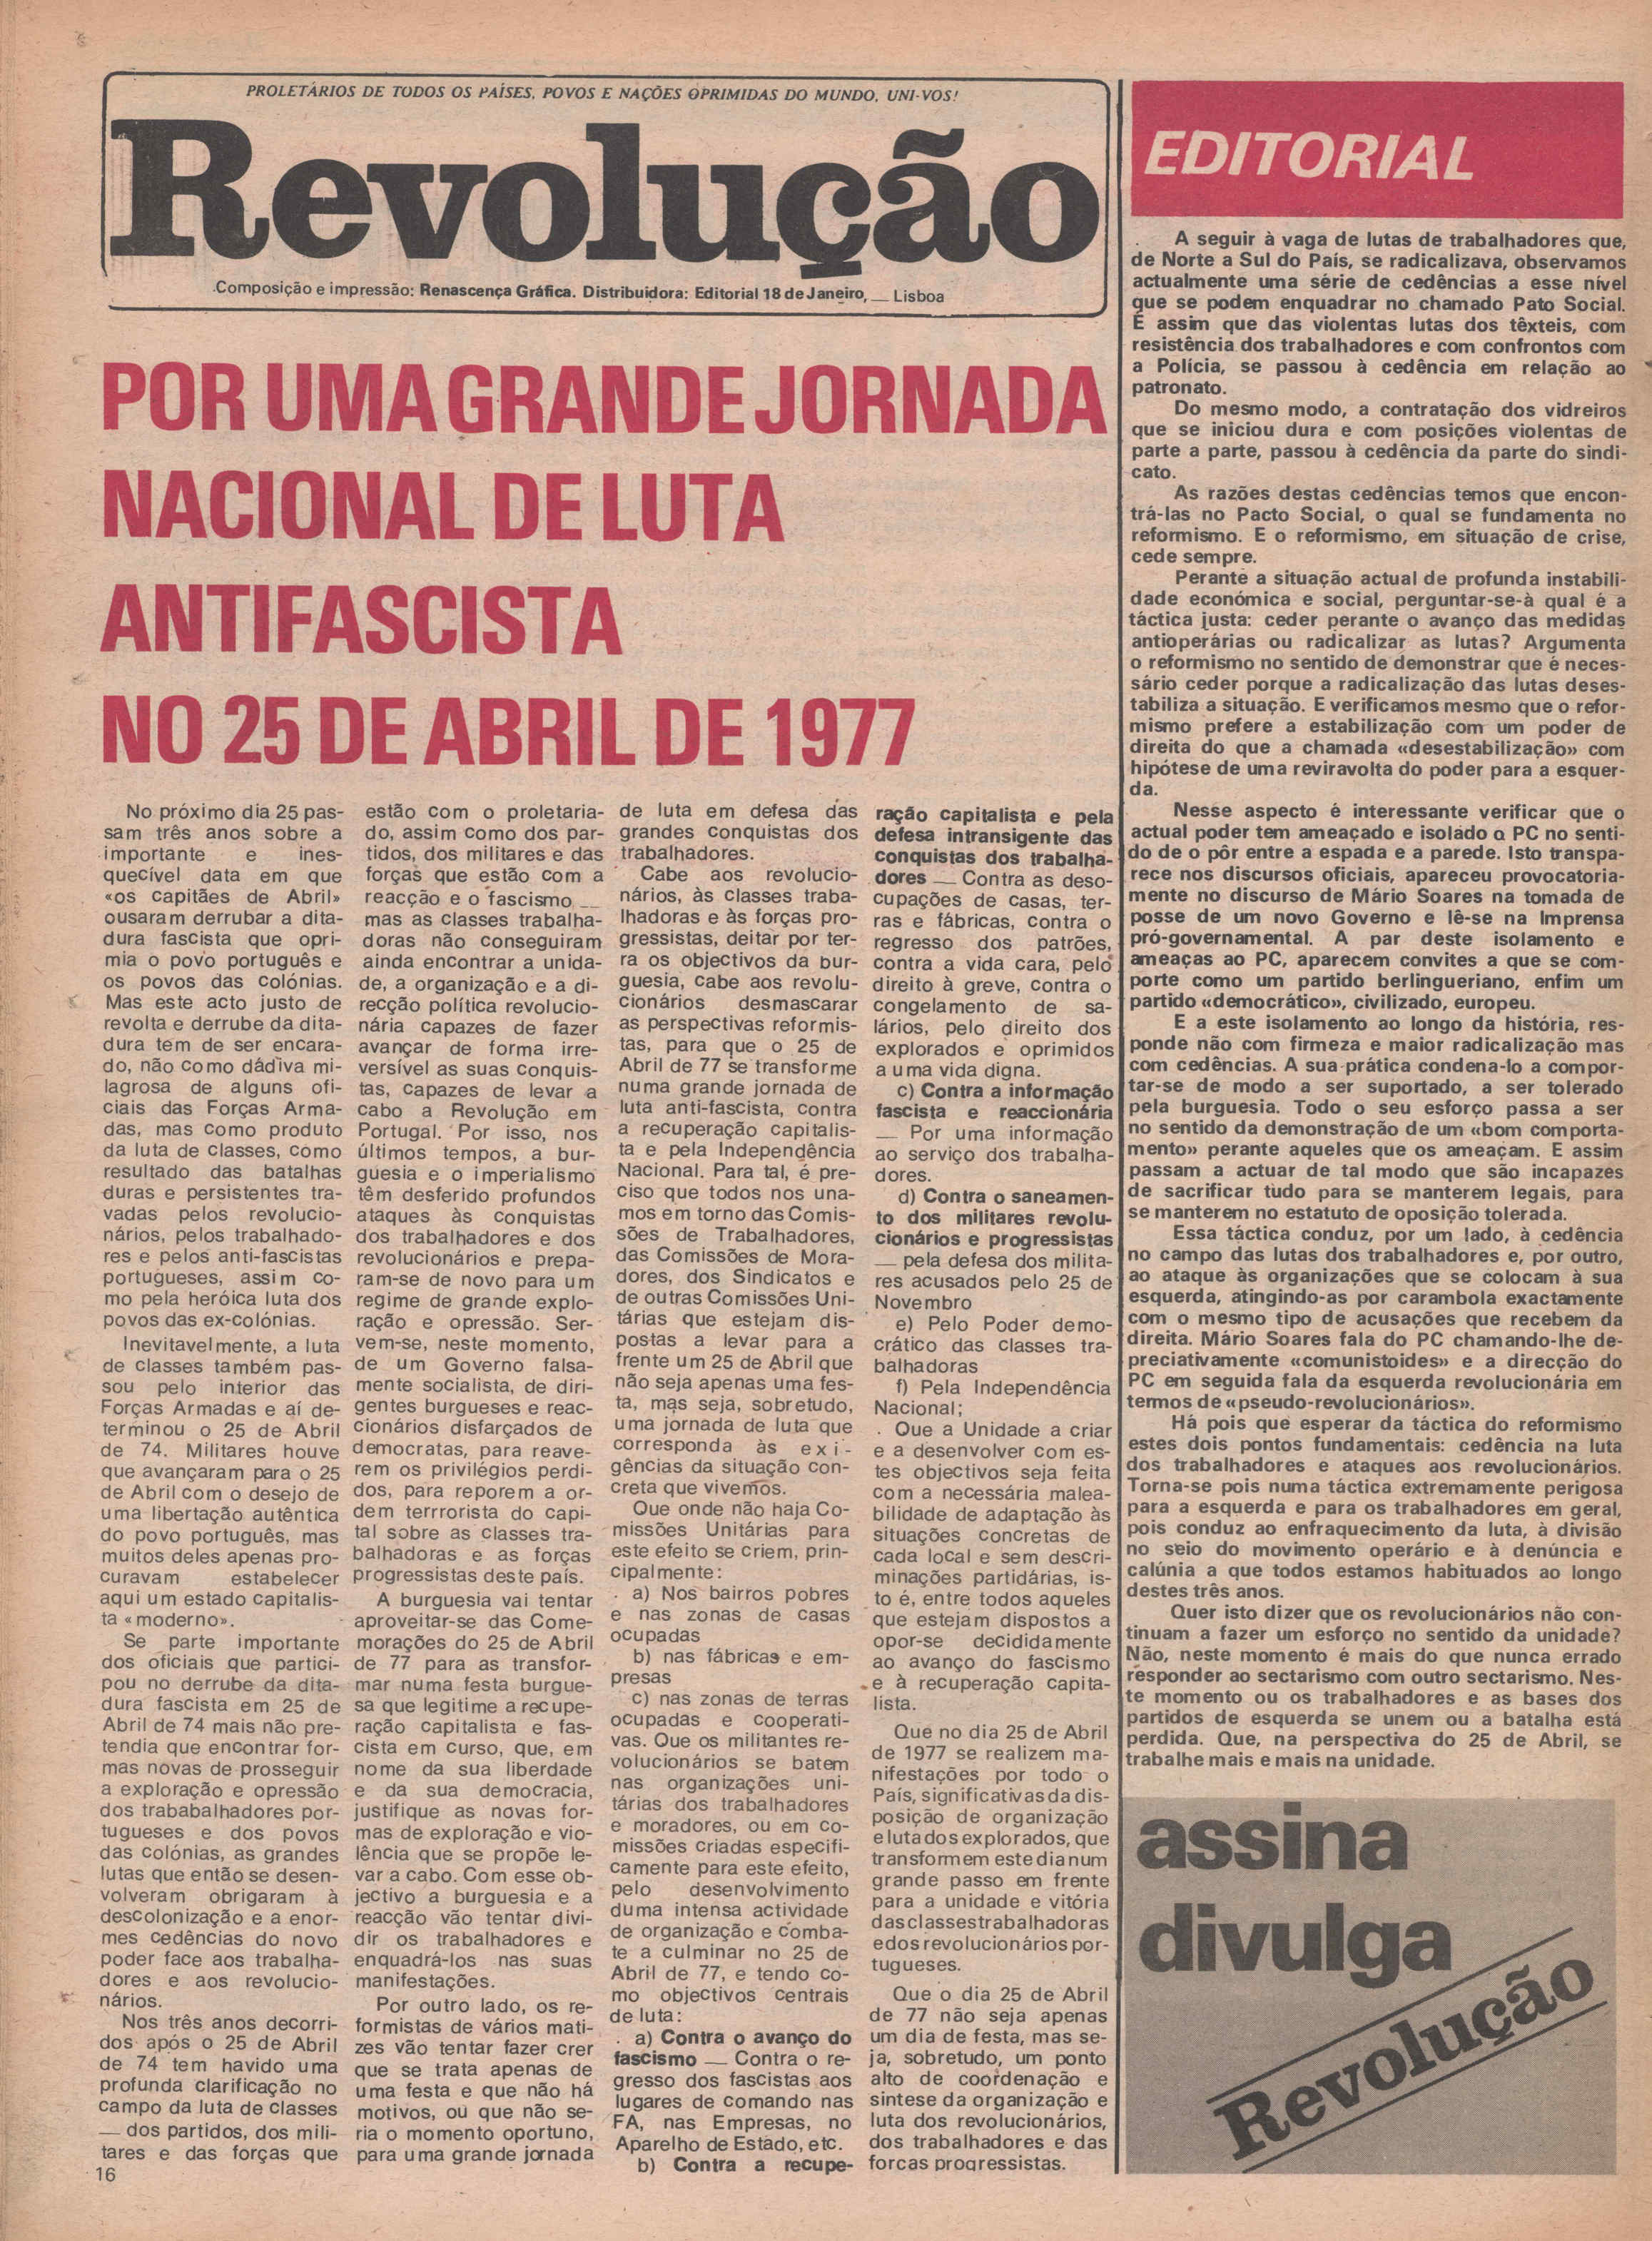 PROLETÁRIOS DE TODOS OS PAÍSES, POVOS E NAÇÕES OPRIMIDAS DO MUNDO, UNI-VOS!
Revolução
Composição e impressão: Renascença Gráfica. Distribuidora: Editorial 18 de Janeiro, — Lisboa
POR UMA GRANDE JORNADA
NACIONAL DE LUTA
ANTIFASCISTA
NO 25 DE ABRIL DE 1977
No próximo dia 25 pas-
sam três anos sobre a
importante e ines-
quecível data em que
«os capitães de Abril»
ousaram derrubar a dita-
dura fascista que opri-
mia o povo português e
os povos das colónias.
Mas este acto justo de
revolta e derrube da dita-
dura tem de ser encara-
do, não como dádiva mi-
lagrosa de alguns ofi-
ciais das Forças Arma-
das, mas como produto
da luta de classes, como
resultado das batalhas
duras e persistentes tra-
vadas pelos revolucio-
nários, pelos trabalhado-
res e pelos anti-fascistas
portugueses, assim co-
mo pela heróica luta dos
povos das ex-colónias.
Inevitavelmente, a luta
de classes também pas-
sou pelo interior das
Forças Armadas e aí de-
terminou o 25 de Abril
de 74. Militares houve
que avançaram para o 25
de Abril com o desejo de
uma libertação autêntica
do povo português, mas
muitos deles apenas pro-
curavam estabelecer
aqui um estado capitalis-
ta «moderno».
Se parte importante
dos oficiais que partici-
pou no derrube da dita-
dura fascista em 25 de
Abril de 74 mais não pre-
tendia que encontrar for-
mas novas de prosseguir
a exploração e opressão
dos trababalhadores por-
tugueses e dos povos
das colónias, as grandes
lutas que então se desen-
volveram obrigaram à
descolonização e a enor-
mes cedências do novo
poder face aos trabalha-
dores e aos revolucio-
nários.
Nos três anos decorri-
dos após o 25 de Abril
de 74 tem havido uma
profunda clarificação no
campo da luta de classes
— dos partidos, dos mili-
tares e das forças que
16
estão com o proletaria-
do, assim como dos par-
tidos, dos militares e das
forças que estão com a
reacção e o fascismo —
mas as classes trabalha-
doras não conseguiram
ainda encontrar a unida-
de, a organização e a di-
recção política revolucio-
nária capazes de fazer
avançar de forma irre-
versível as suas conquis-
tas, capazes de levar a
cabo a Revolução em
Portugal. Por isso, nos
últimos tempos, a bur-
guesia e o imperialismo
têm desferido profundos
ataques às conquistas
dos trabalhadores e dos
revolucionários e prepa-
ram-se de novo para um
regime de grande explo-
ração e opressão. Ser-
vem-se, neste momento,
de um Governo falsa-
mente socialista, de diri-
gentes burgueses e reac-
cionários disfarçados de
democratas, para reave-
rem os privilégios perdi-
dos, para reporem a or-
dem terrrorista do capi-
tal sobre as classes tra-
balhadoras e as forças
progressistas deste país.
A burguesia vai tentar
aproveitar-se das Come-
morações do 25 de Abril
de 77 para as transfor-
mar numa festa burgue-
sa que legitime a recupe-
ração capitalista e fas-
cista em curso, que, em
nome da sua liberdade
e da sua democracia,
justifique as novas for-
mas de exploração e vio-
lência que se propõe le-
var a cabo. Com esse ob-
jectivo a burguesia e a
reacção vão tentar divi-
dir os trabalhadores e
enquadrá-los nas suas
manifestações.
Por outro lado, os re-
formistas de vários mati-
zes vão tentar fazer crer
que se trata apenas de
uma festa e que não há
motivos, ou que não se-
ria o momento oportuno,
para uma grande jornada
de luta em defesa das
grandes conquistas dos
trabalhadores.
Cabe aos revolucio-
nários, às classes traba-
lhadoras e às forças pro-
gressistas, deitar por ter-
ra os objectivos da bur-
guesia, cabe aos revolu-
cionários desmascarar
as perspectivas reformis-
tas, para que o 25 de
Abril de 77 se transforme
numa grande jornada de
luta anti-fascista, contra
a recuperação capitalis-
ta e pela Independência
Nacional. Para tal, é pre-
ciso que todos nos una-
mos em torno das Comis-
sões de Trabalhadores,
das Comissões de Mora-
dores, dos Sindicatos e
de outras Comissões Uni-
tárias que estejam dis-
postas a levar para a
frente um 25 de Abril que
não seja apenas uma fes-
ta, mas seja, sobretudo,
uma jornada de luta que
corresponda às exi-
gências da situação con-
creta que vivemos.
Que onde não haja Co-
missões Unitárias para
este efeito se criem, prin-
cipalmente:
a) Nos bairros pobres
e nas zonas de casas
ocupadas
b) nas fábricas e em-
presas
c) nas zonas de terras
ocupadas e cooperati-
vas. Que os militantes re-
volucionários se batem
nas organizações uni-
tárias dos trabalhadores
e moradores, ou em co-
missões criadas especifi-
camente para este efeito,
pelo desenvolvimento
duma intensa actividade
de organização e comba-
te a culminar no 25 de
Abril de 77, e tendo co-
mo objectivos centrais
de luta:
a) Contra o avanço do
fascismo — Contra o re-
gresso dos fascistas aos
lugares de comando nas
FA, nas Empresas, no
Aparelho de Estado, etc.
b) Contra a recupe-
ração capitalista e pela
defesa intransigente das
conquistas dos trabalha-
dores — Contra as deso-
cupações de casas, ter-
ras e fábricas, contra o
regresso dos patrões,
contra a vida cara, pelo
direito à greve, contra o
congelamento de sa-
lários, pelo direito dos
explorados e oprimidos
a uma vida digna.
c) Contra a informação
fascista e reaccionária
— Por uma informação
ao serviço dos trabalha-
dores.
d) Contra o saneamen-
to dos militares revolu-
cionários e progressistas
— pela defesa dos milita-
res acusados pelo 25 de
Novembro
e) Pelo Poder demo-
crático das classes tra-
balhadoras
f) Pela Independência
Nacional;
Que a Unidade a criar
e a desenvolver com es-
tes objectivos seja feita
com a necessária malea-
bilidade de adaptação às
situações concretas de
cada local e sem descri-
minações partidárias, is-
to é, entre todos aqueles
que estejam dispostos a
opor-se decididamente
ao avanço do fascismo
e à recuperação capita-
lista.
Que no dia 25 de Abril
de 1977 se realizem ma-
nifestações por todo o
País, significativas da dis-
posição de organização
e luta dos explorados, que
transformem este dia num
grande passo em frente
para a unidade e vitória
das classes trabalhadoras
e dos revolucionários por-
tugueses.
Que o dia 25 de Abril
de 77 não seja apenas
um dia de festa, mas se-
ja, sobretudo, um ponto
alto de coordenação e
sintese da organização e
luta dos revolucionários,
dos trabalhadores e das
forças progressistas.
EDITORIAL
A seguir à vaga de lutas de trabalhadores que,
de Norte a Sul do País, se radicalizava, observamos
actualmente uma série de cedências a esse nível
que se podem enquadrar no chamado Pato Social.
É assim que das violentas lutas dos têxteis, com
resistência dos trabalhadores e com confrontos com
a Polícia, se passou à cedência em relação ao
patronato.
Do mesmo modo, a contratação dos vidreiros
que se iniciou dura e com posições violentas de
parte a parte, passou à cedência da parte do sindi-
cato.
As razões destas cedências temos que encon-
trá-las no Pacto Social, o qual se fundamenta no
reformismo. E o reformismo, em situação de crise,
cede sempre.
Perante a situação actual de profunda instabili-
dade económica e social, perguntar-se-à qual é a
táctica justa: ceder perante o avanço das medidas
antioperárias ou radicalizar as lutas? Argumenta
o reformismo no sentido de demonstrar que é neces-
sário ceder porque a radicalização das lutas deses-
tabiliza a situação. E verificamos mesmo que o refor-
mismo prefere a estabilização com um poder de
direita do que a chamada «desestabilização» com
hipótese de uma reviravolta do poder para a esquer-
da.
Nesse aspecto é interessante verificar que o
actual poder tem ameaçado e isolado o PC no senti-
do de o pôr entre a espada e a parede. Isto transpa-
rece nos discursos oficiais, apareceu provocatoria-
mente no discurso de Mário Soares na tomada de
posse de um novo Governo e lê-se na Imprensa
pró-governamental. A par deste isolamento e
ameaças ao PC, aparecem convites a que se com-
porte como um partido berlingueriano, enfim um
partido «democrático», civilizado, europeu.
E a este isolamento ao longo da história, res-
ponde não com firmeza e maior radicalização mas
com cedências. A sua prática condena-lo a compor-
tar-se de modo a ser suportado, a ser tolerado
pela burguesia. Todo o seu esforço passa a ser
no sentido da demonstração de um «bom comporta-
mento» perante aqueles que os ameaçam. E assim
passam a actuar de tal modo que são incapazes
de sacrificar tudo para se manterem legais, para
se manterem no estatuto de oposição tolerada.
Essa táctica conduz, por um lado, à cedência
no campo das lutas dos trabalhadores e, por outro,
ao ataque às organizações que se colocam à sua
esquerda, atingindo-as por carambola exactamente
com o mesmo tipo de acusações que recebem da
direita. Mário Soares fala do PC chamando-lhe de-
preciativamente «comunistoides» e a direcção do
PC em seguida fala da esquerda revolucionária em
termos de «pseudo-revolucionários».
Há pois que esperar da táctica do reformismo
estes dois pontos fundamentais: cedência na luta
dos trabalhadores e ataques aos revolucionários.
Torna-se pois numa táctica extremamente perigosa
para a esquerda e para os trabalhadores em geral,
pois conduz ao enfraquecimento da luta, à divisão
no seio do movimento operário e à denúncia e
calúnia a que todos estamos habituados ao longo
destes três anos.
Quer isto dizer que os revolucionários não con-
tinuam a fazer um esforço no sentido da unidade?
Não, neste momento é mais do que nunca errado
responder ao sectarismo com outro sectarismo. Nes-
te momento ou os trabalhadores e as bases dos
partidos de esquerda se unem ou a batalha está
perdida. Que, na perspectiva do 25 de Abril, se
trabalhe mais e mais na unidade.
assina
divulga
Revolução